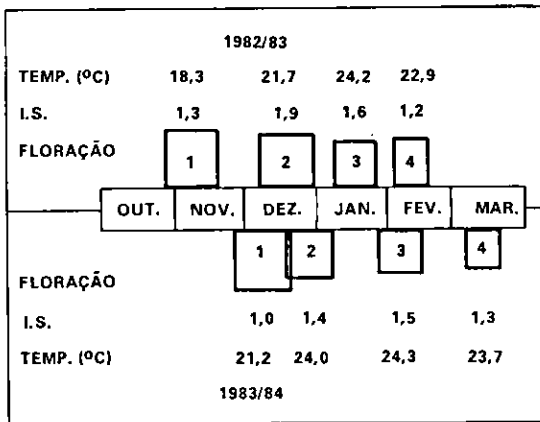 1982/83
TEMP. (ºC) 18,3 21,7 24,2 22,9
I.S. 1,3 1,9 1,6 1,2
FLORAÇÃO 1 2 3 4
OUT. NOV. DEZ. JAN. FEV. MAR.
FLORAÇÃO 1 2 3 4
I.S. 1,0 1,4 1,5 1,3
TEMP. (ºC) 21,2 24,0 24,3 23,7
1983/84